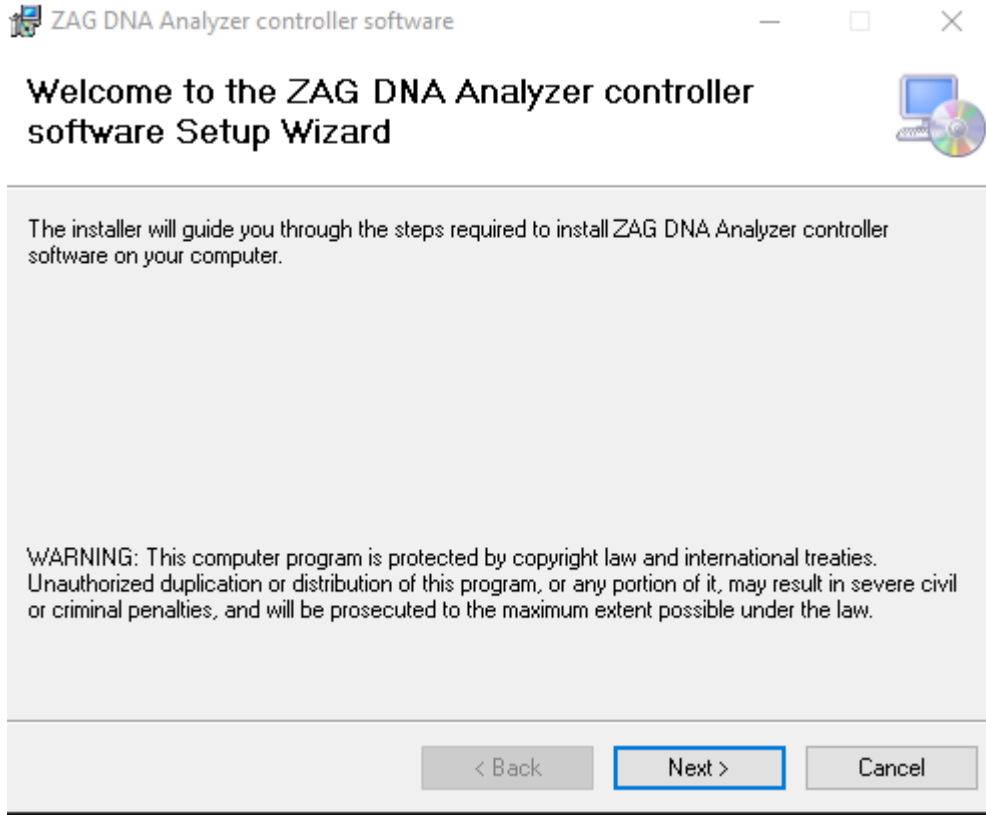 ZAG DNA Analyzer controller software
Welcome to the ZAG DNA Analyzer controller
software Setup Wizard
The installer will guide you through the steps required to install ZAG DNA Analyzer controller
software on your computer.
WARNING: This computer program is protected by copyright law and international treaties.
Unauthorized duplication or distribution of this program, or any portion of it, may result in severe civil
or criminal penalties, and will be prosecuted to the maximum extent possible under the law.
< Back
Next >
Cancel